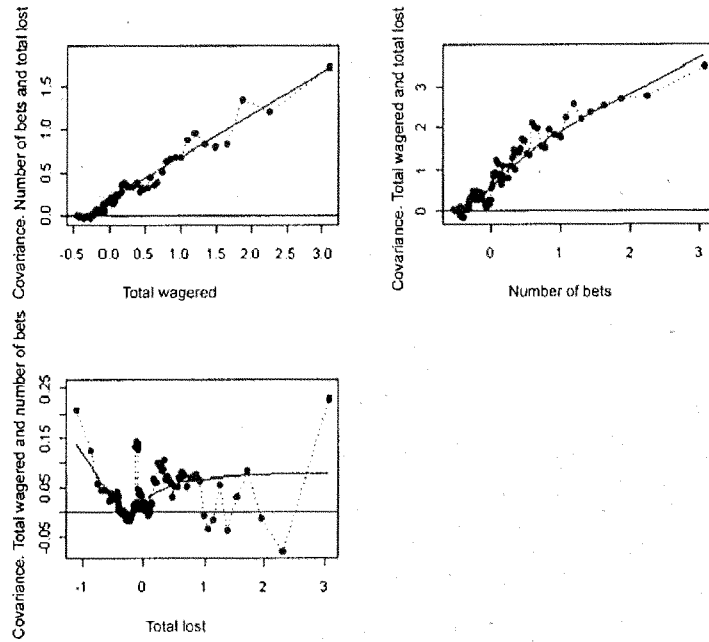 Covariance. Number of bets and total lost
1.5
1.0
0.5
0.0
-0.5 0.0 0.5 1.0 1.5 2.0 2.5 3.0
Total wagered
Covariance. Total wagered and total lost
3
2
1
0
0 1 2 3
Number of bets
Covariance. Total wagered and number of bets
0.25
0.15
0.05
-0.05
-1 0 1 2 3
Total lost